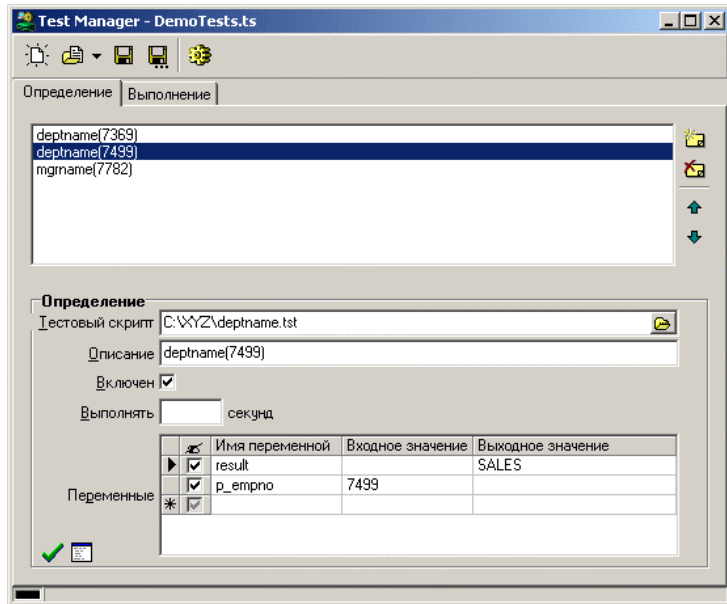 Test Manager - DemoTests.ts
Определение Выполнение
deptname(7369)
deptname(7499)
mgrname(7782)
Определение
Тестовый скрипт C:\XYZ\deptname.tst
Описание deptname(7499)
Включен
Выполнять секунд
Имя переменной Входное значение Выходное значение
result SALES
p_empno 7499
Переменные